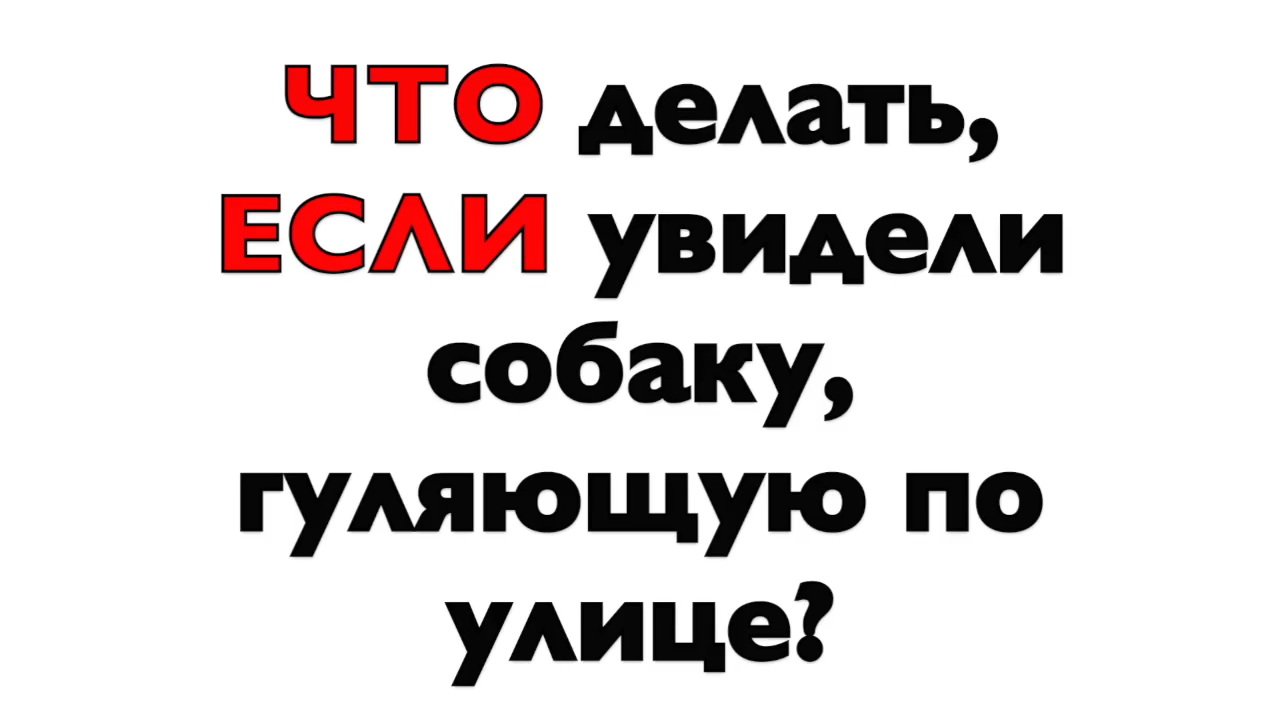 ЧТО делать,
ЕСЛИ увидели
собаку,
гуляющую по
улице?